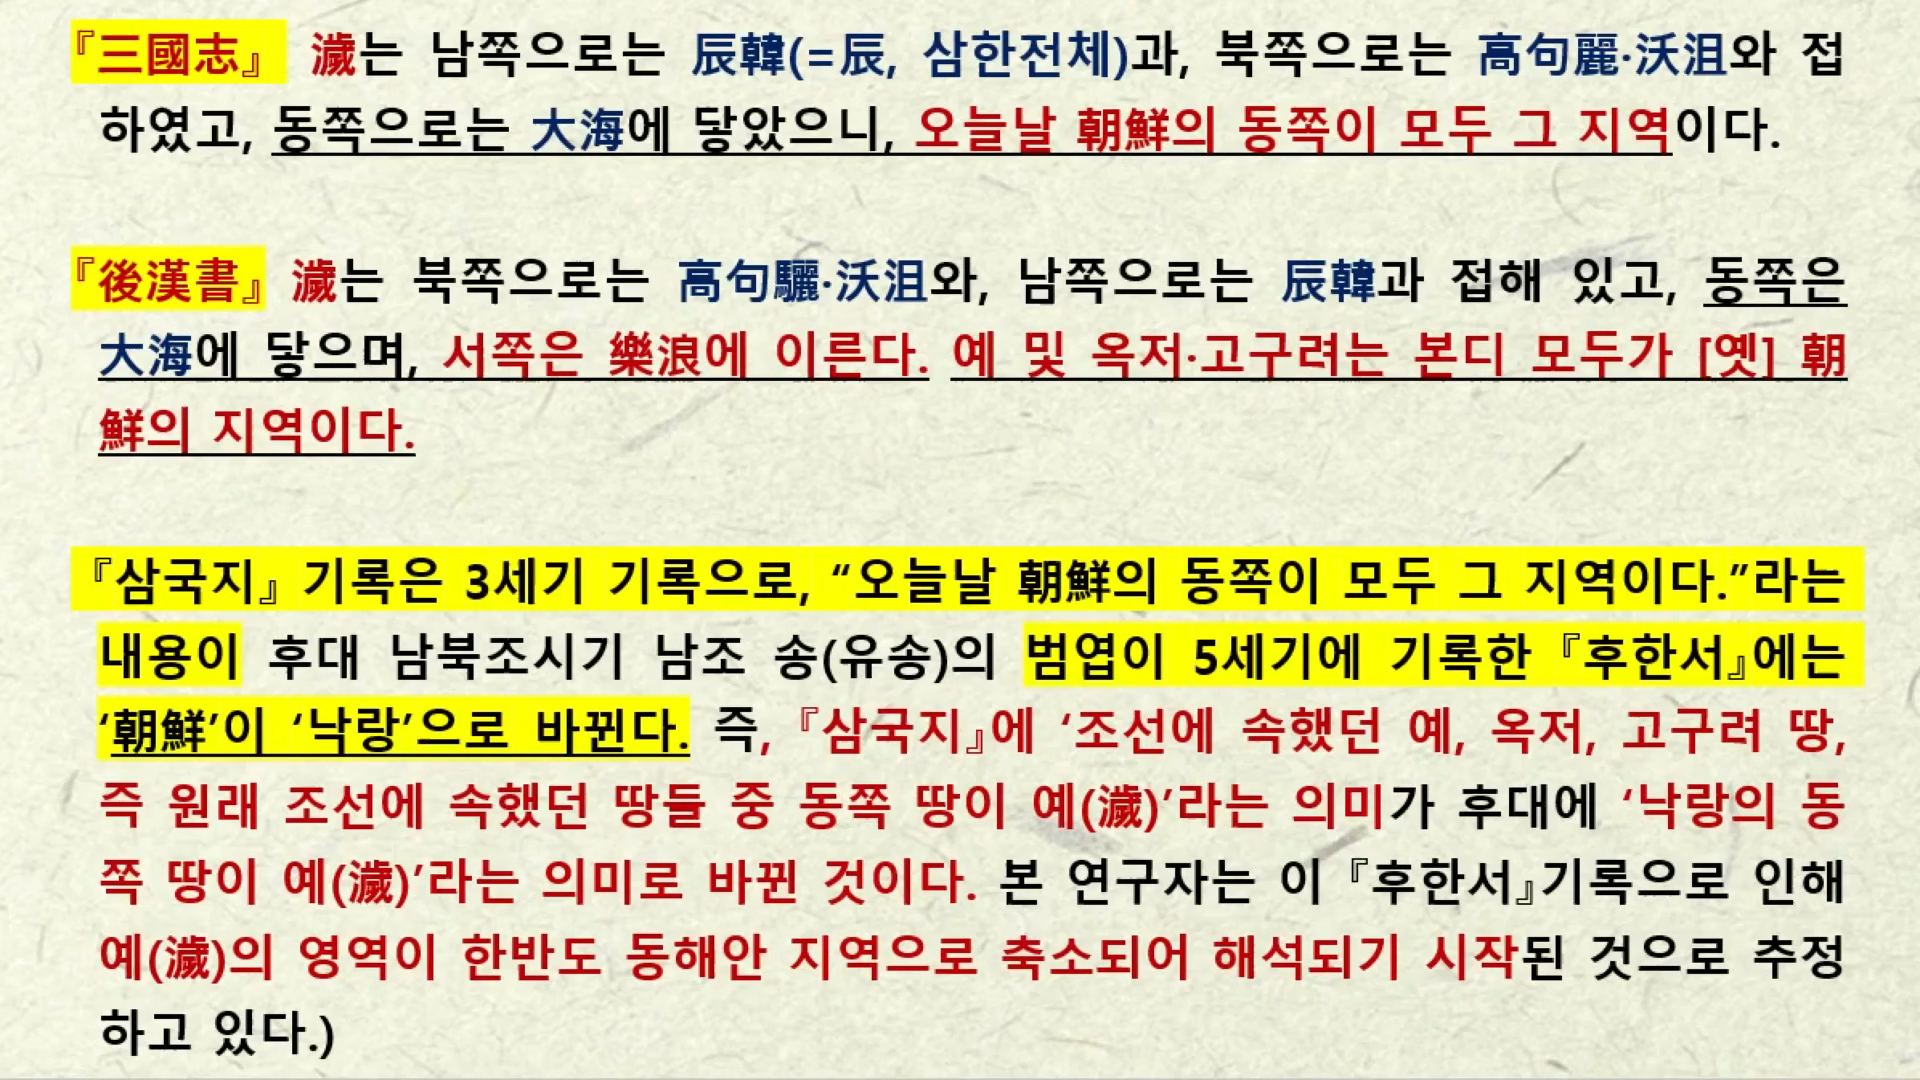 『三國志』 濊는 남쪽으로는 辰韓(=辰, 삼한전체)과, 북쪽으로는 高句麗·沃沮와 접
하였고, 동쪽으로는 大海에 닿았으니, 오늘날 朝鮮의 동쪽이 모두 그 지역이다.
『後漢書』 濊는 북쪽으로는 高句驪·沃沮와, 남쪽으로는 辰韓과 접해 있고, 동쪽은
大海에 닿으며, 서쪽은 樂浪에 이른다. 예 및 옥저·고구려는 본디 모두가 [옛] 朝
鮮의 지역이다.
『삼국지』 기록은 3세기 기록으로, “오늘날 朝鮮의 동쪽이 모두 그 지역이다.”라는
내용이 후대 남북조시기 남조 송(유송)의 범엽이 5세기에 기록한 『후한서』에는
‘朝鮮’이 ‘낙랑’으로 바뀐다. 즉, 『삼국지』에 ‘조선에 속했던 예, 옥저, 고구려 땅,
즉 원래 조선에 속했던 땅들 중 동쪽 땅이 예(濊)’라는 의미가 후대에 ‘낙랑의 동
쪽 땅이 예(濊)’라는 의미로 바뀐 것이다. 본 연구자는 이 『후한서』기록으로 인해
예(濊)의 영역이 한반도 동해안 지역으로 축소되어 해석되기 시작된 것으로 추정
하고 있다.)